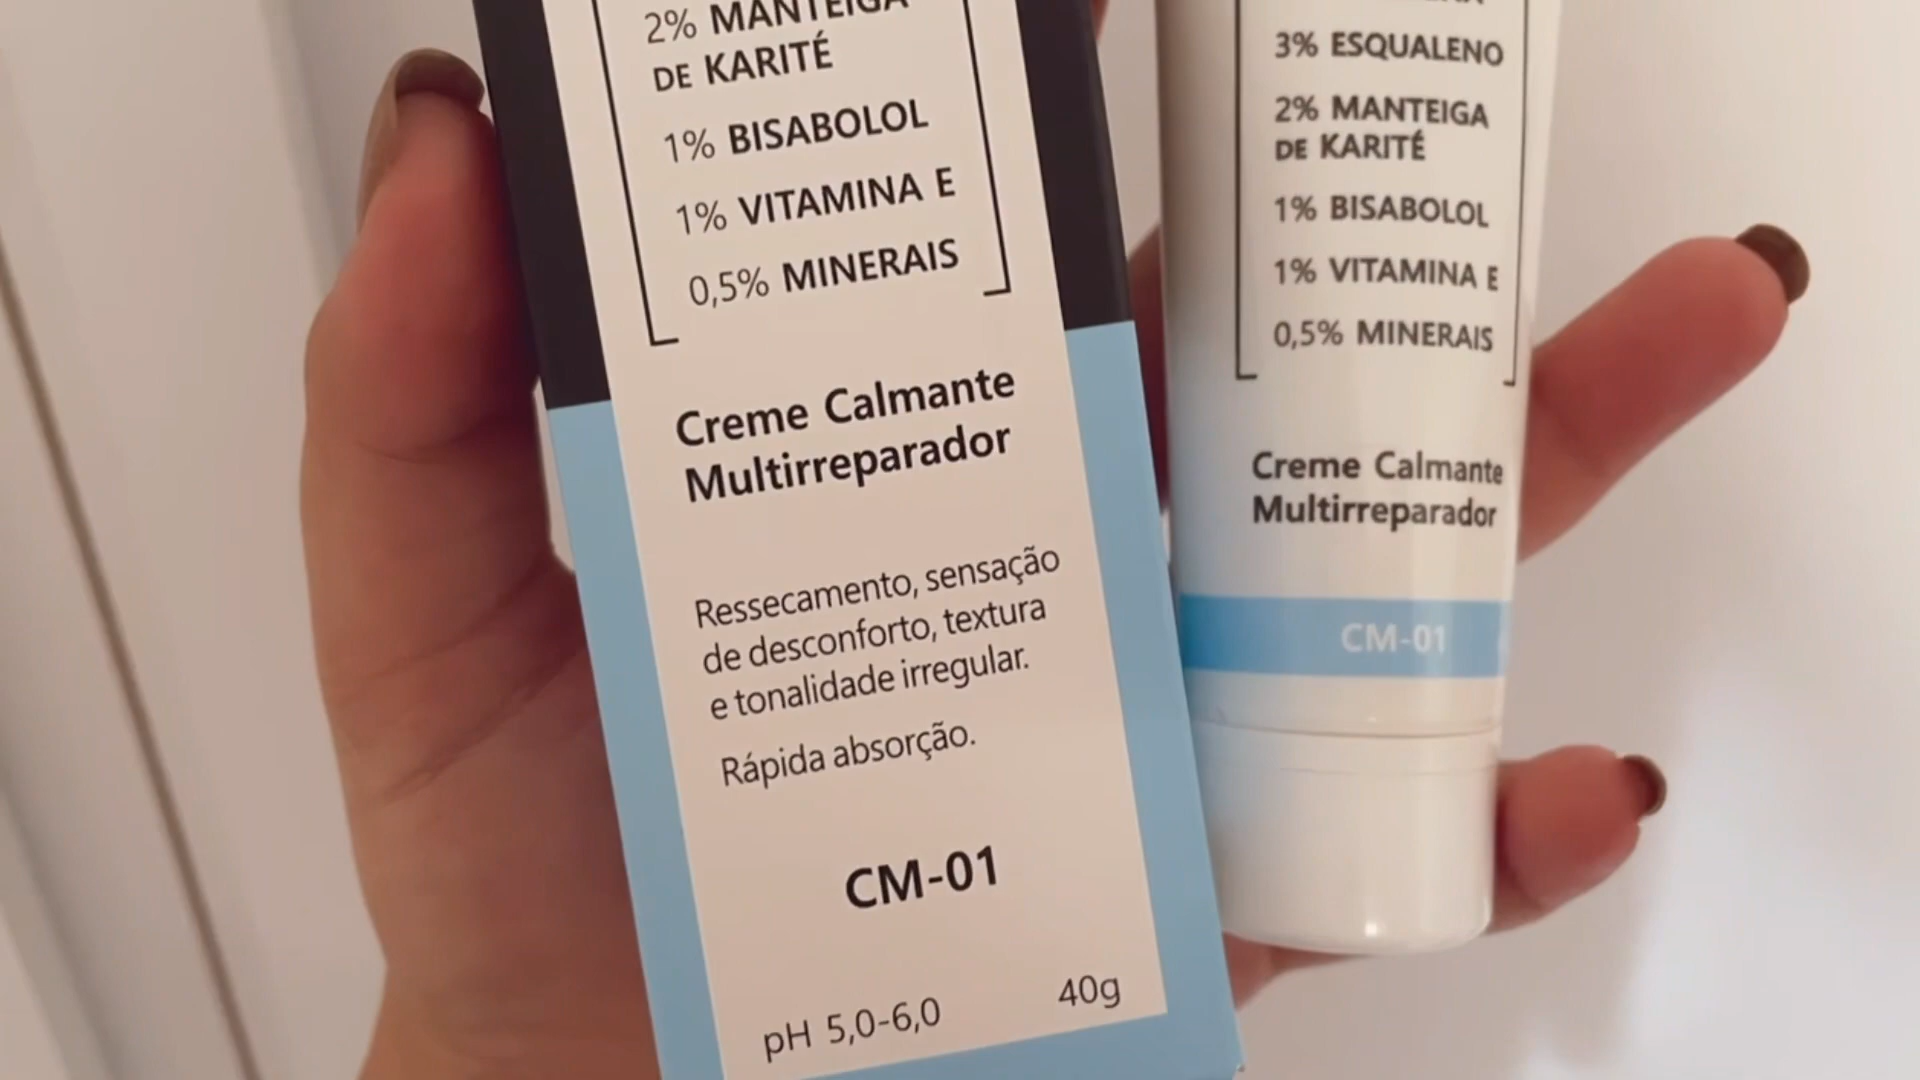 2% MANTEIGA
DE KARITÉ
1% BISABOLOL
1% VITAMINA E
0,5% MINERAIS
Creme Calmante
Multirreparador
Ressecamento, sensação
de desconforto, textura
e tonalidade irregular.
Rápida absorção.
CM-01
pH 5,0-6,0
40g
3% ESQUALENO
2% MANTEIGA
DE KARITÉ
1% BISABOLOL
1% VITAMINA E
0,5% MINERAIS
Creme Calmante
Multirreparador
CM-01